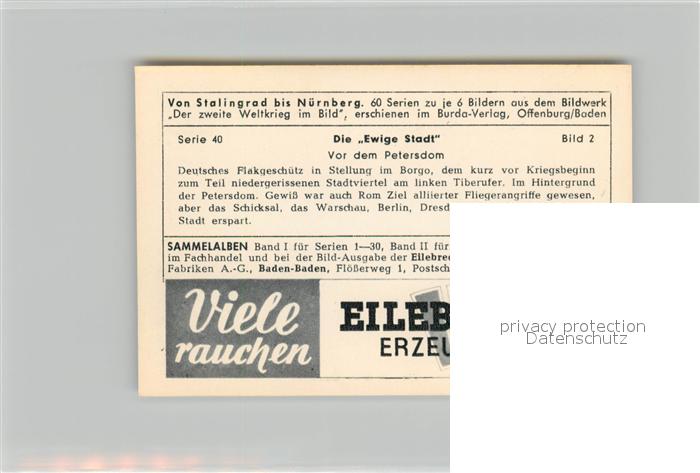 Von Stalingrad bis Nürnberg. 60 Serien zu je 6 Bildern aus dem Bildwerk
„Der zweite Weltkrieg im Bild", erschienen im Burda-Verlag, Offenburg/Baden
Serie 40 Die „Ewige Stadt" Bild 2
Vor dem Petersdom
Deutsches Flakgeschütz in Stellung im Borgo, dem kurz vor Kriegsbeginn
zum Teil niedergerissenen Stadtviertel am linken Tiberufer. Im Hintergrund
der Petersdom. Gewiß war auch Rom Ziel alliierter Fliegerangriffe gewesen,
aber das Schicksal, das Warschau, Berlin,
Stadt erspart.
SAMMELALBEN Band I für Serien 1—30, Band II für
im Fachhandel und bei der Bild-Ausgabe der
Fabriken A.-G., Baden-Baden, Flößerweg 1,
Viele
rauchen
privacy protection
Datenschutz